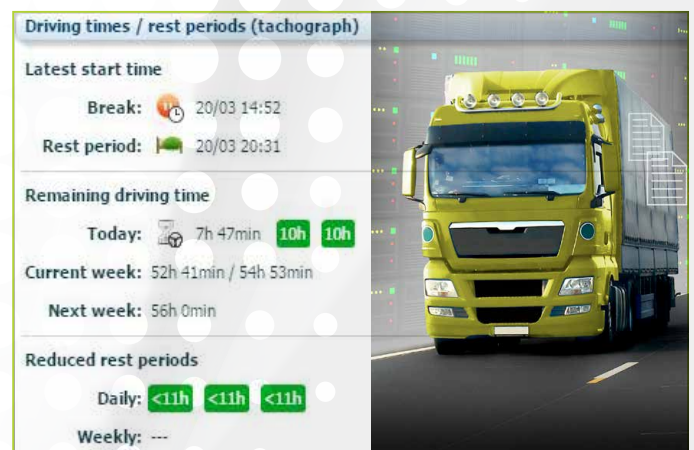 Driving times / rest periods (tachograph)
Latest start time
Break: 20/03 14:52
Rest period: 20/03 20:31
Remaining driving time
Today: 7h 47min 10h 10h
Current week: 52h 41min / 54h 53min
Next week: 56h 0min
Reduced rest periods
Daily: <11h <11h <11h
Weekly: ---